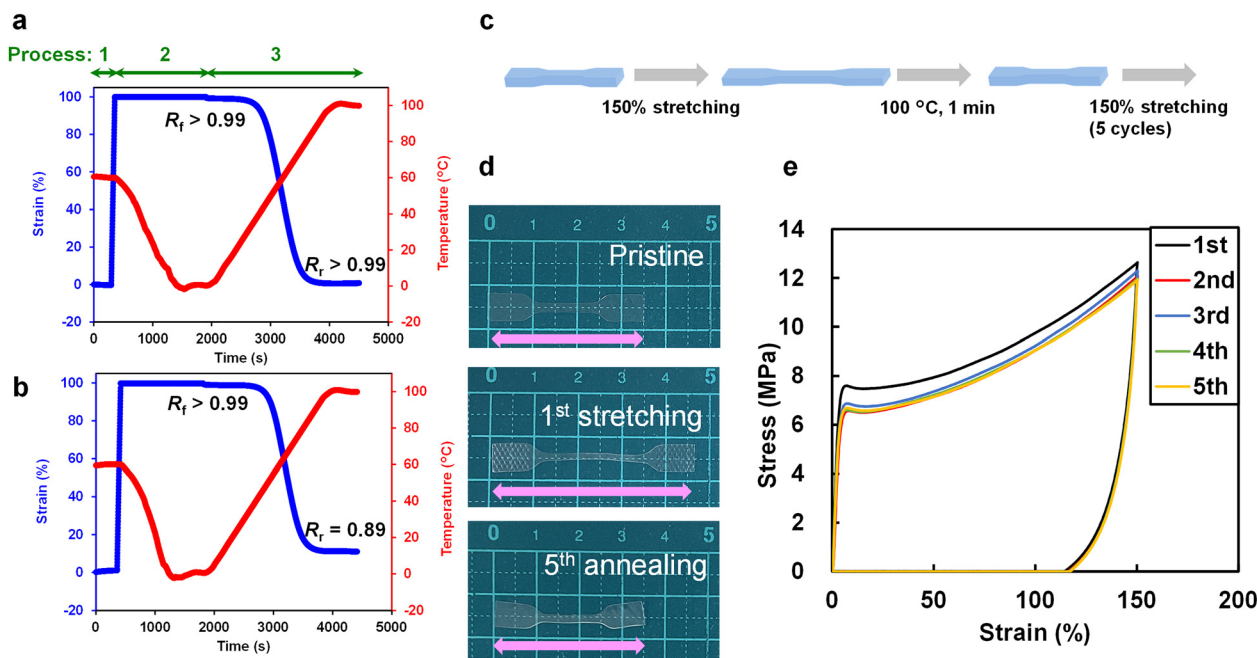 a
Process: 1 2 3
100
80
60
40
20
0
-20
Strain (%)
Rf > 0.99
Rr > 0.99
100
80
60
40
20
0
-20
Temperature (°C)
0 1000 2000 3000 4000 5000
Time (s)
b
100
80
60
40
20
0
-20
Strain (%)
Rf > 0.99
Rr = 0.89
100
80
60
40
20
0
-20
Temperature (°C)
0 1000 2000 3000 4000 5000
Time (s)
c
150% stretching
100 °C, 1 min
150% stretching
(5 cycles)
d
0 1 2 3 4 5
Pristine
0 1 2 3 4 5
1st stretching
0 1 2 3 4 5
5th annealing
e
14
12
10
8
6
4
2
0
Stress (MPa)
1st
2nd
3rd
4th
5th
0 50 100 150 200
Strain (%)